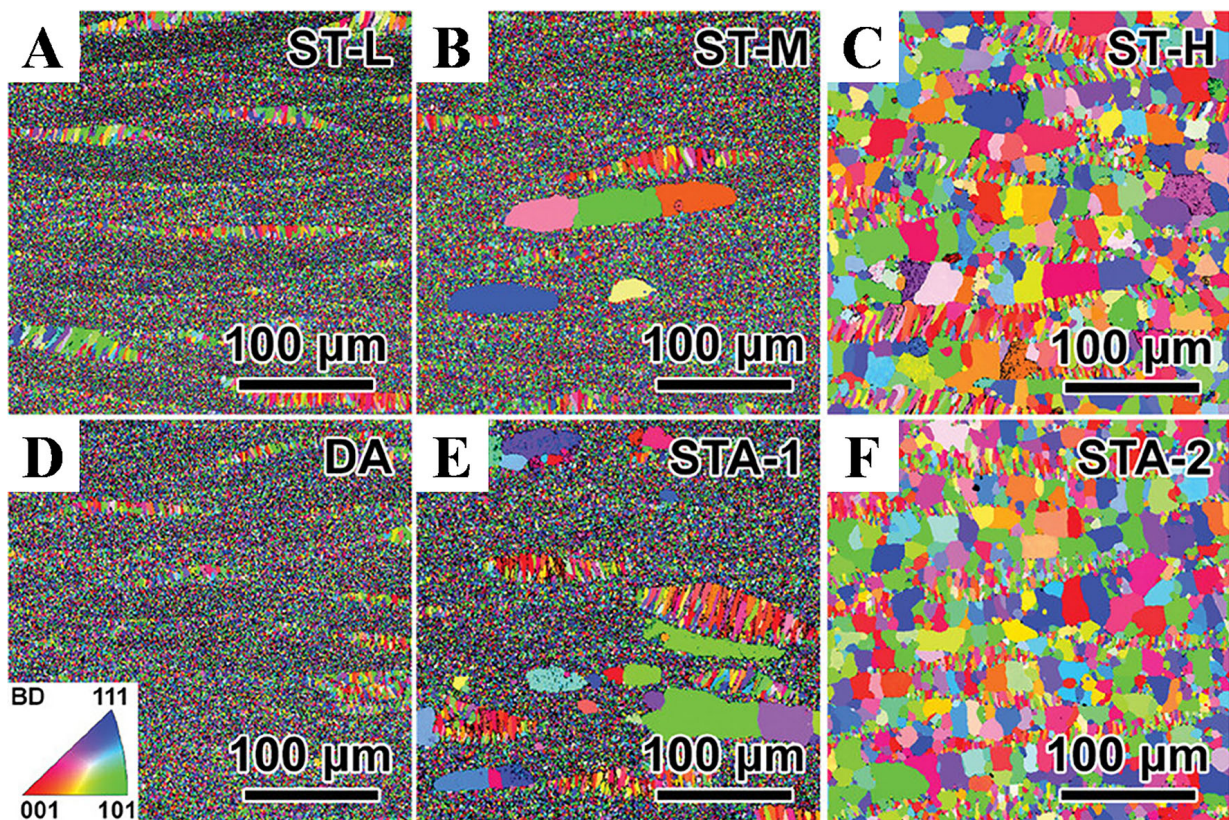 A
ST-L
100 µm
B
ST-M
100 µm
C
ST-H
100 µm
D
DA
BD 111
001 101
100 µm
E
STA-1
100 µm
F
STA-2
100 µm